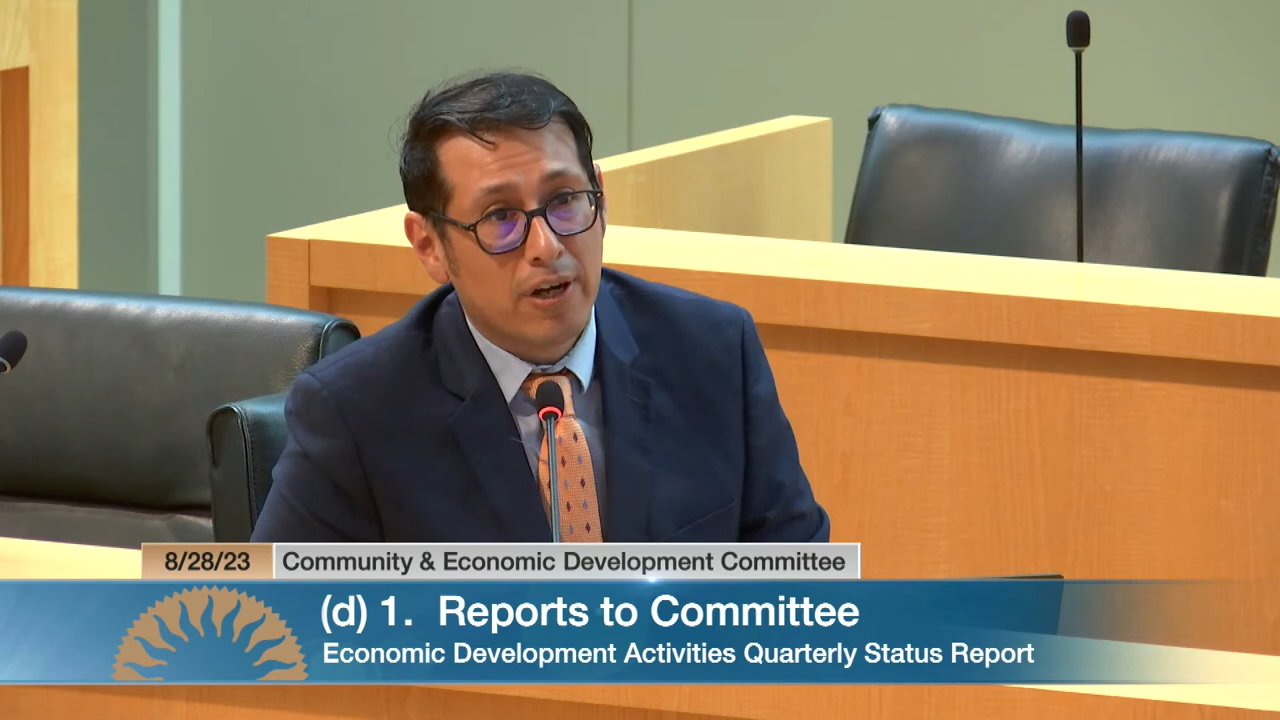 8/28/23 Community & Economic Development Committee
(d) 1. Reports to Committee
Economic Development Activities Quarterly Status Report